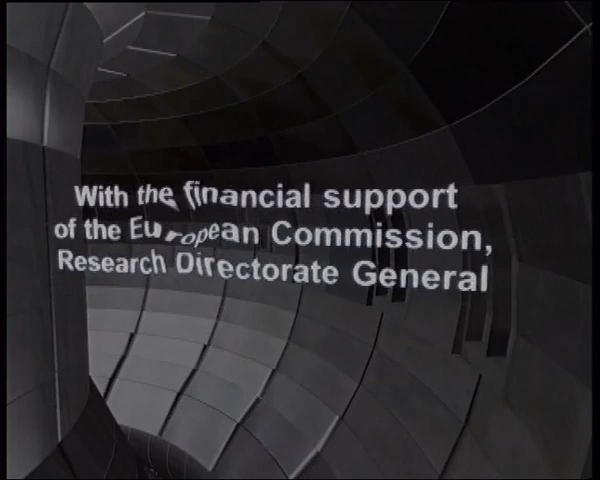 With the financial support
of the European Commission,
Research Directorate General